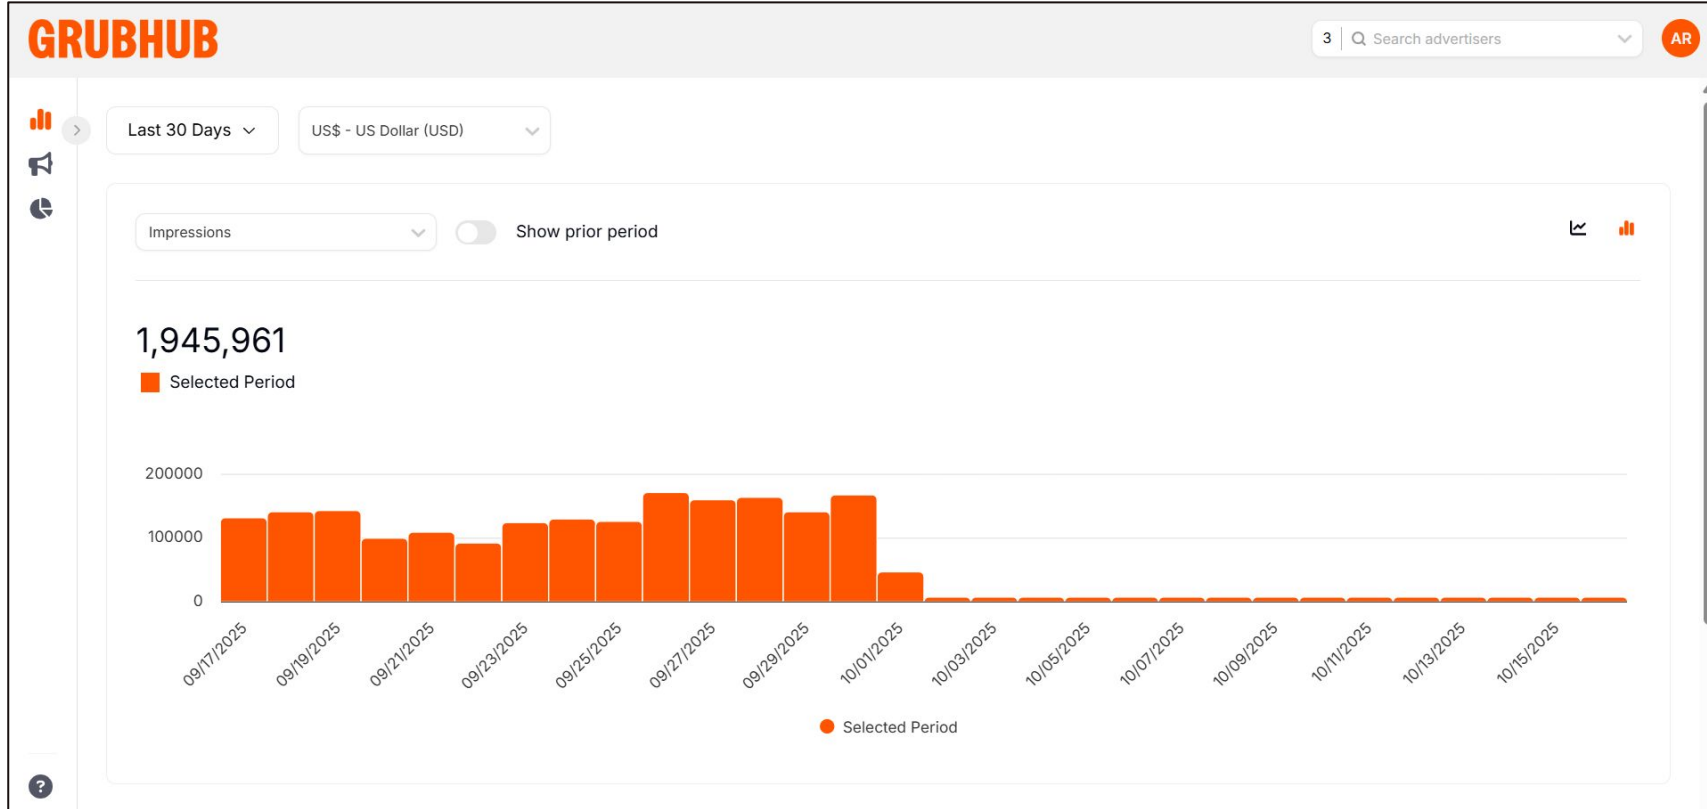 GRUBHUB
3 Search advertisers
AR
Last 30 Days
US$ - US Dollar (USD)
Impressions
Show prior period
1,945,961
Selected Period
200000
100000
0
09/17/2025
09/19/2025
09/21/2025
09/23/2025
09/25/2025
09/27/2025
09/29/2025
10/01/2025
10/03/2025
10/05/2025
10/07/2025
10/09/2025
10/11/2025
10/13/2025
10/15/2025
Selected Period
?